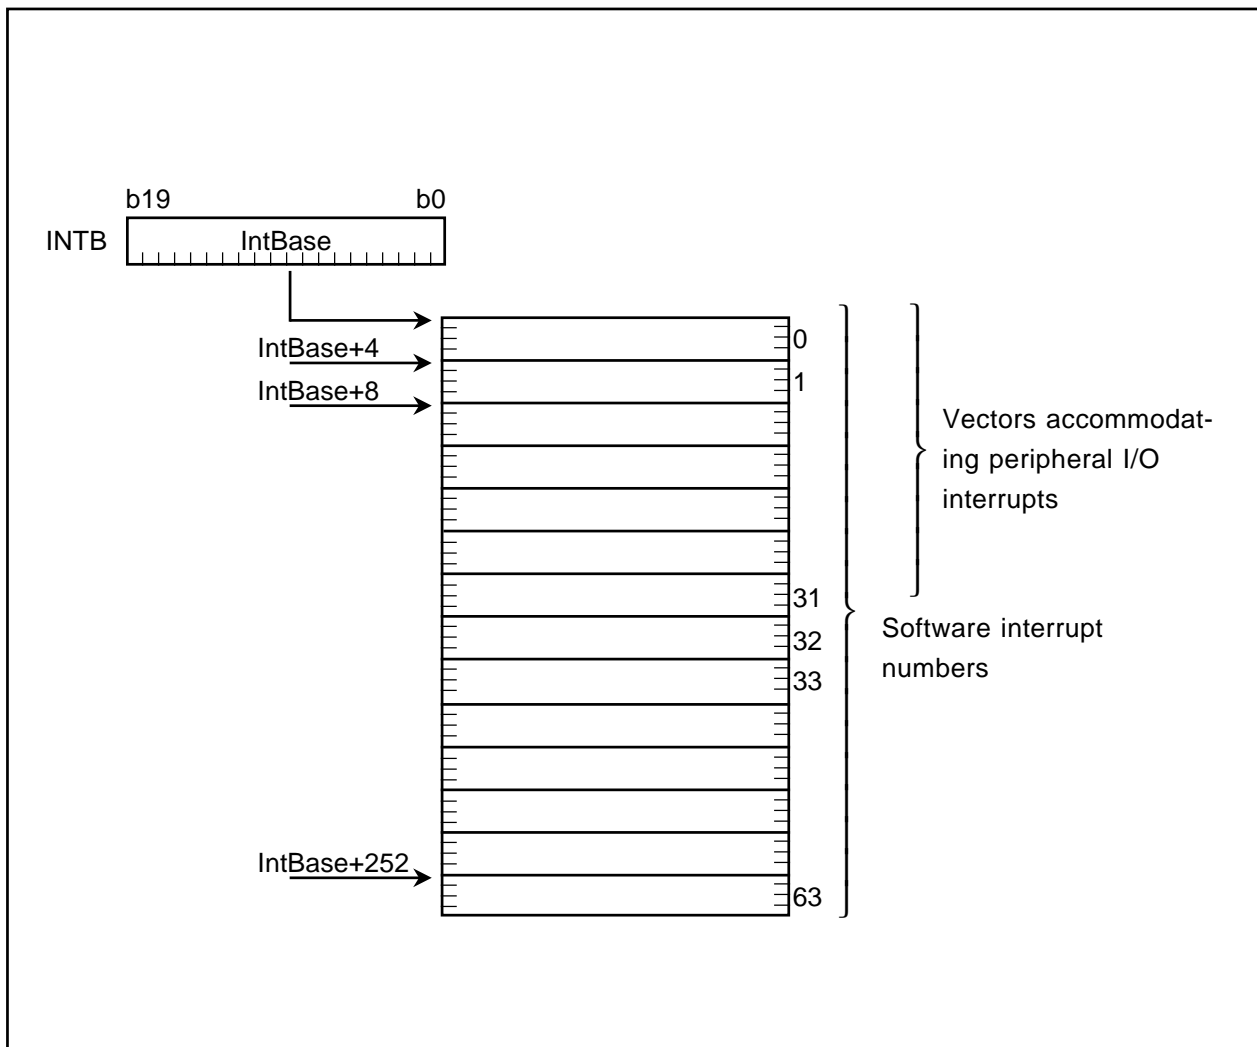 b19 b0
INTB IntBase
IntBase+4
IntBase+8
0
1
31
32
33
63
IntBase+252
Vectors accommodat-
ing peripheral I/O
interrupts
Software interrupt
numbers